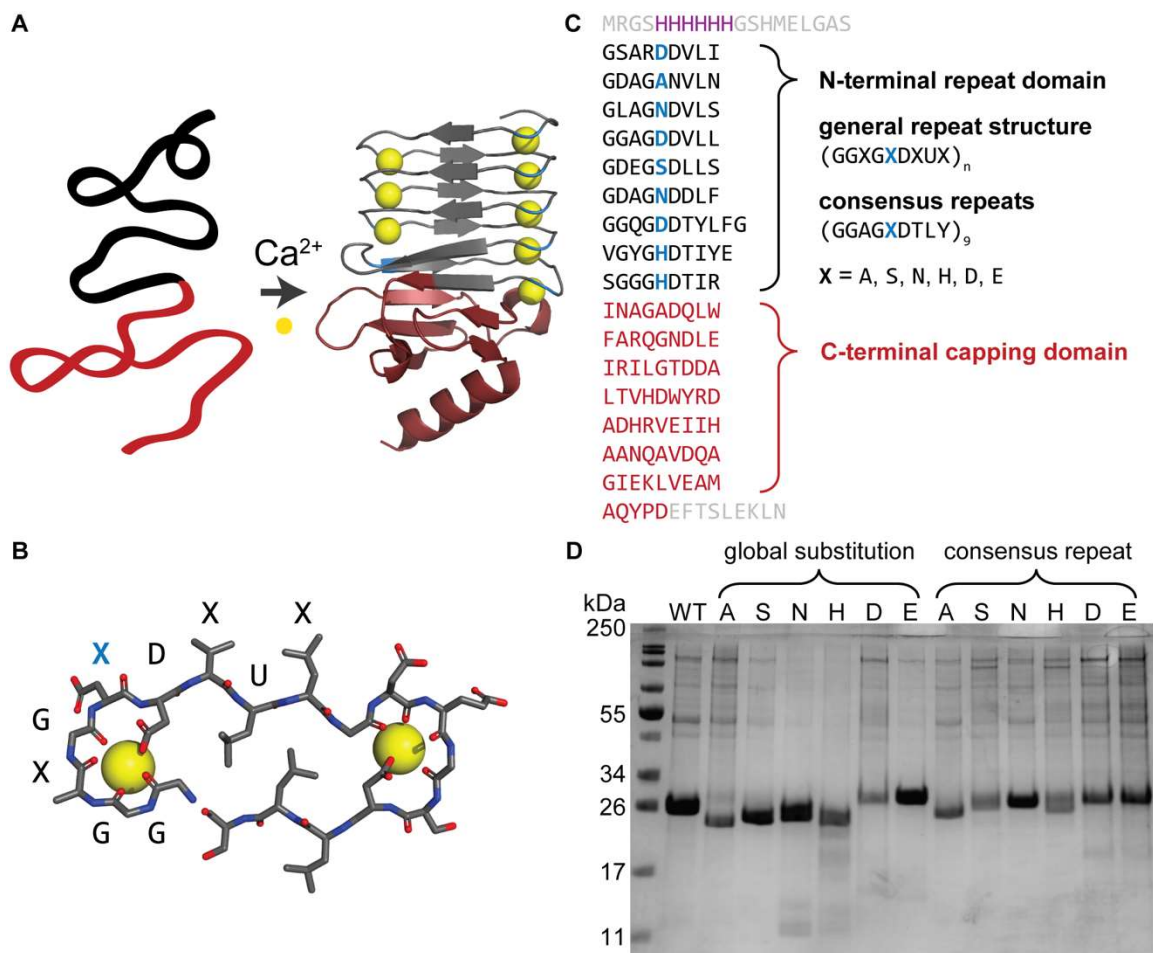 A
Ca2+
B
X
X
X
D
U
G
X
G
G
C
MRGSHHHHHHGSHMELGAS
GSARDDVLI
GDAGANVLN
GLAGNDVLS
GGAGDDVLL
GDEGSDLLS
GDAGNDDLF
GGQGDDTYLFG
VGYGHDTIYE
SGGGHDTIR
INAGADQLW
FARQGNDLE
IRILGTDDA
LTVHDWYRD
ADHRVEIIH
AANQAVDQA
GIEKLVEAM
AQYPDEFTSLEKLN
N-terminal repeat domain
general repeat structure
(GGXGXDXUX)n
consensus repeats
(GGAGXDTLY)9
X = A, S, N, H, D, E
C-terminal capping domain
D
global substitution
consensus repeat
kDa
WT A S N H D E A S N H D E
250
55
34
26
17
11